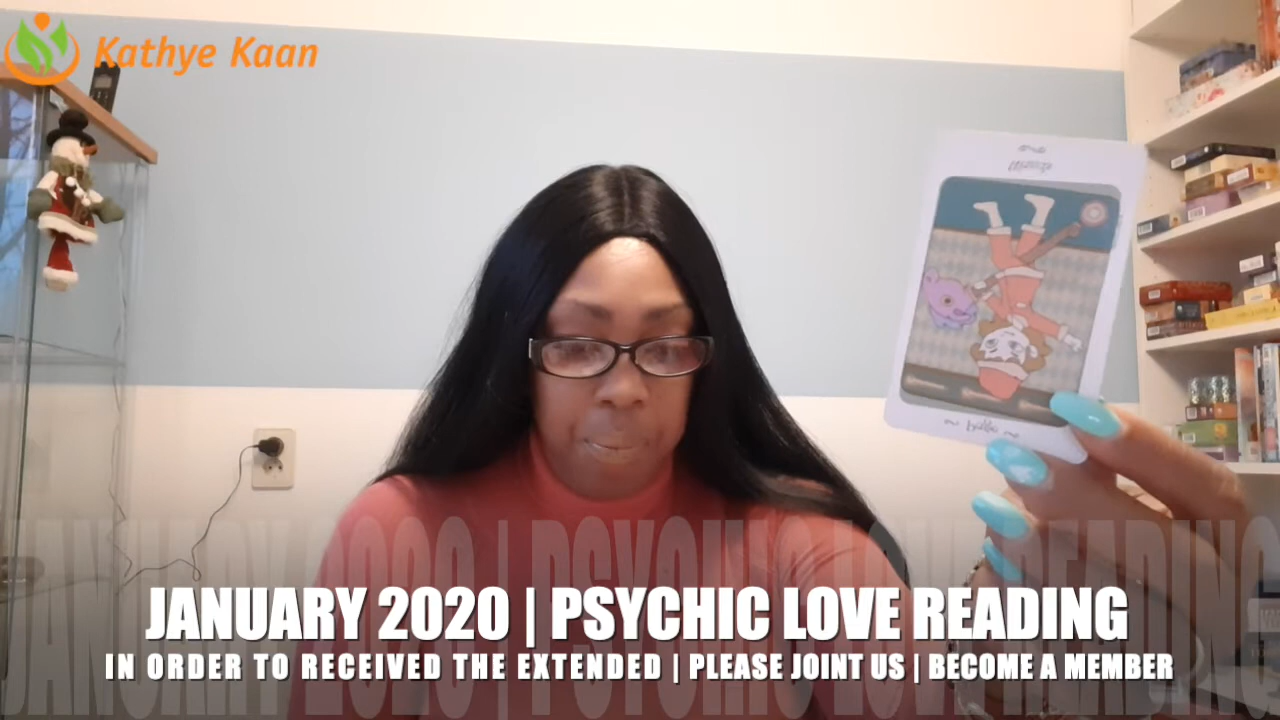 Kathye Kaan
JANUARY 2020 | PSYCHIC LOVE READING
IN ORDER TO RECEIVED THE EXTENDED | PLEASE JOINT US | BECOME A MEMBER